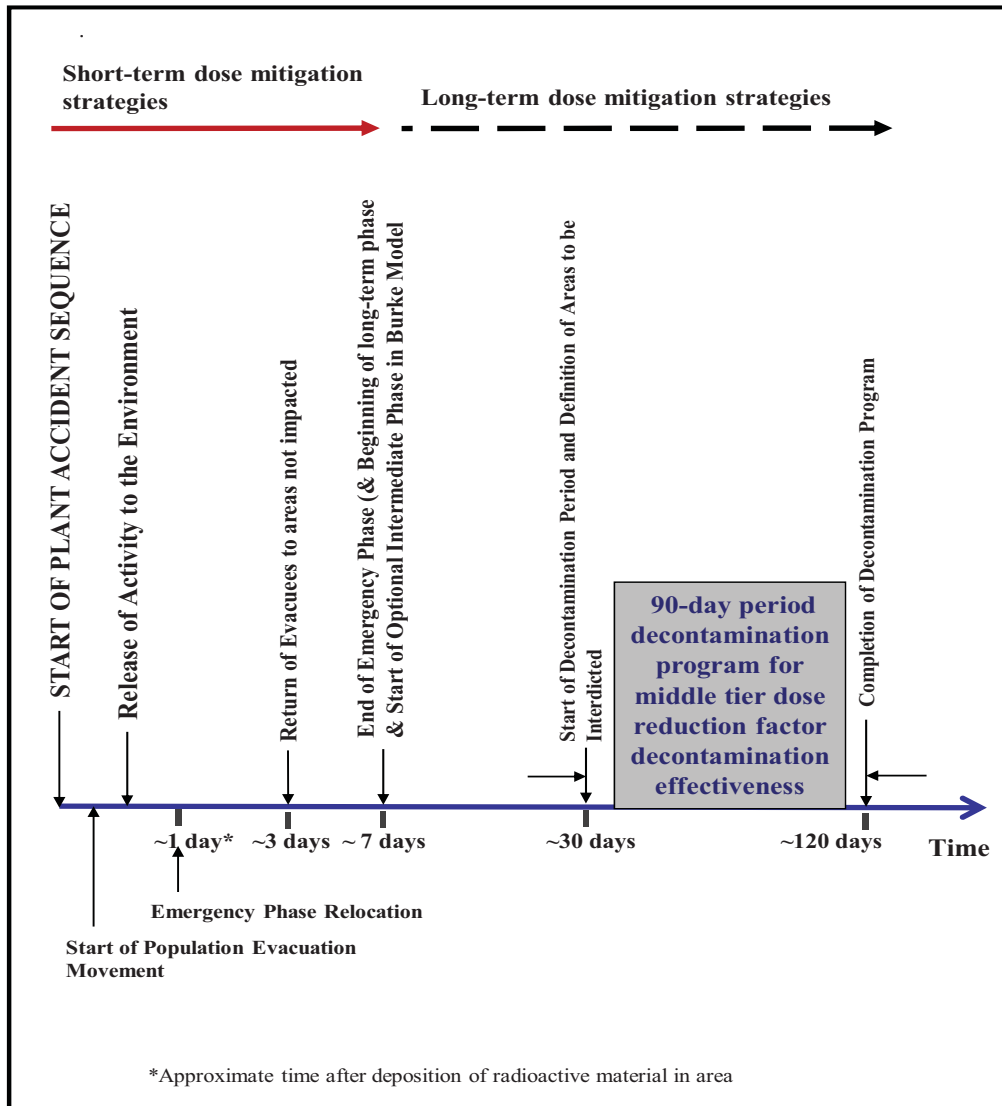 Short-term dose mitigation
strategies
Long-term dose mitigation strategies
START OF PLANT ACCIDENT SEQUENCE
Release of Activity to the Environment
Return of Evacuees to areas not impacted
End of Emergency Phase (& Beginning of long-term phase
& Start of Optional Intermediate Phase in Burke Model
Start of Decontamination Period and Definition of Areas to be
Interdicted
90-day period
decontamination
program for
middle tier dose
reduction factor
decontamination
effectiveness
Completion of Decontamination Program
~1 day*
~3 days
~ 7 days
~30 days
~120 days
Time
Emergency Phase Relocation
Start of Population Evacuation
Movement
*Approximate time after deposition of radioactive material in area